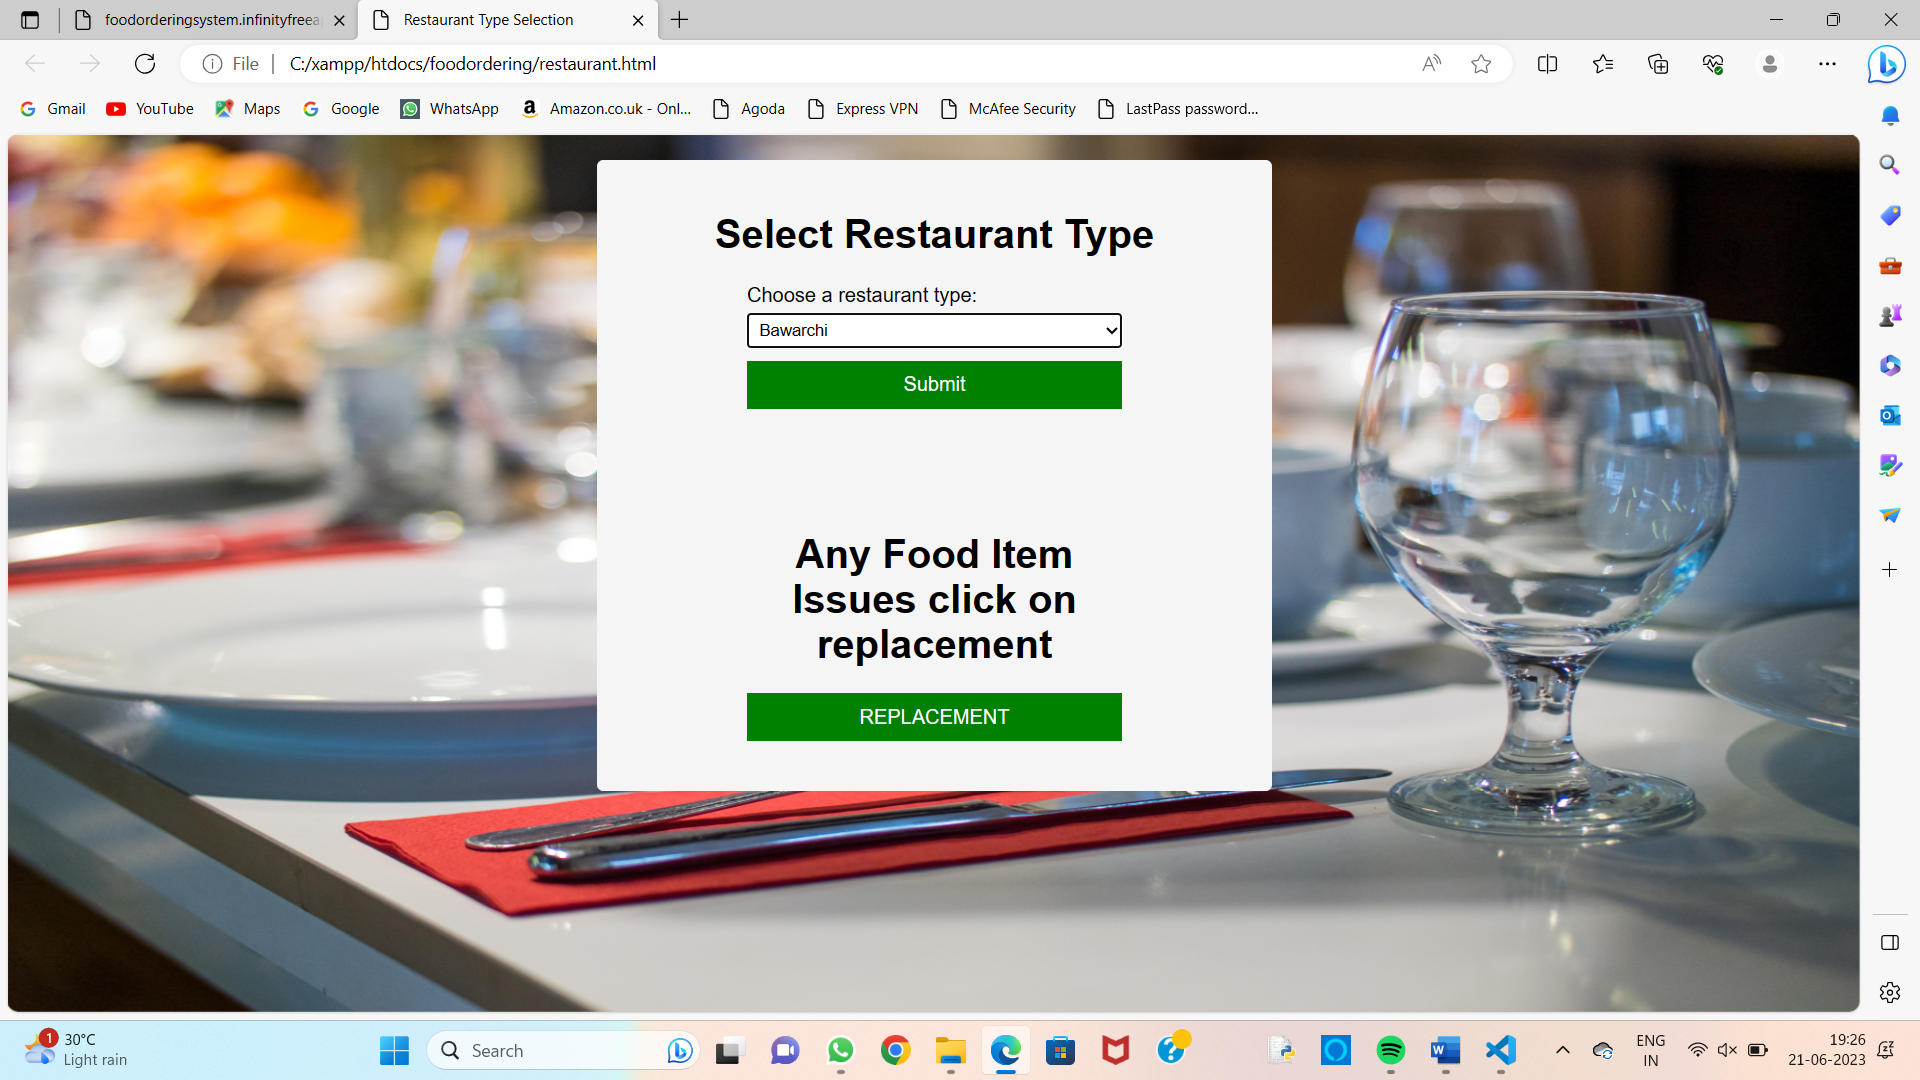 foodorderingsystem.infinityfreea
Restaurant Type Selection
File
C:/xampp/htdocs/foodordering/restaurant.html
Gmail
YouTube
Maps
Google
WhatsApp
Amazon.co.uk - Onl...
Agoda
Express VPN
McAfee Security
LastPass password...
Select Restaurant Type
Choose a restaurant type:
Bawarchi
Submit
Any Food Item
Issues click on
replacement
REPLACEMENT
1
30°C
Light rain
Search
ENG
IN
19:26
21-06-2023